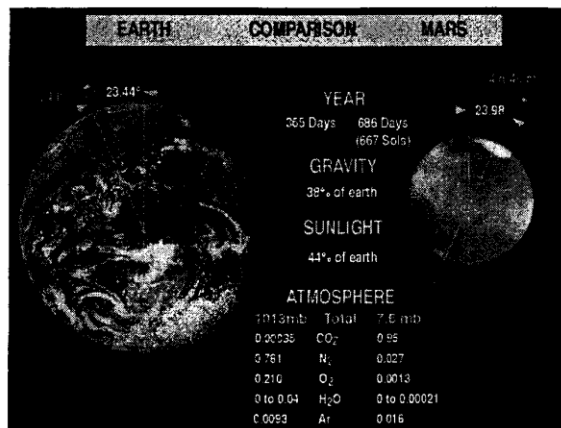 EARTH COMPARISON MARS
23.44°
23.98
YEAR
365 Days 686 Days
(667 Sols)
GRAVITY
38% of earth
SUNLIGHT
44% of earth
ATMOSPHERE
1013mb Total 7.5 mb
0.00035 CO2 0.95
0.781 N2 0.027
0.210 O2 0.0013
0 to 0.04 H2O 0 to 0.00021
0.0093 Ar 0.016